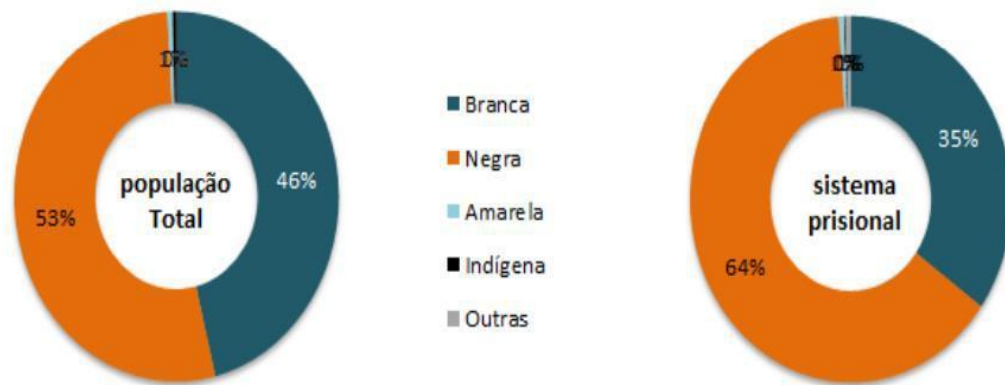 46%
53%
população
Total
Branca
Negra
Amarela
Indígena
Outras
35%
64%
sistema
prisional